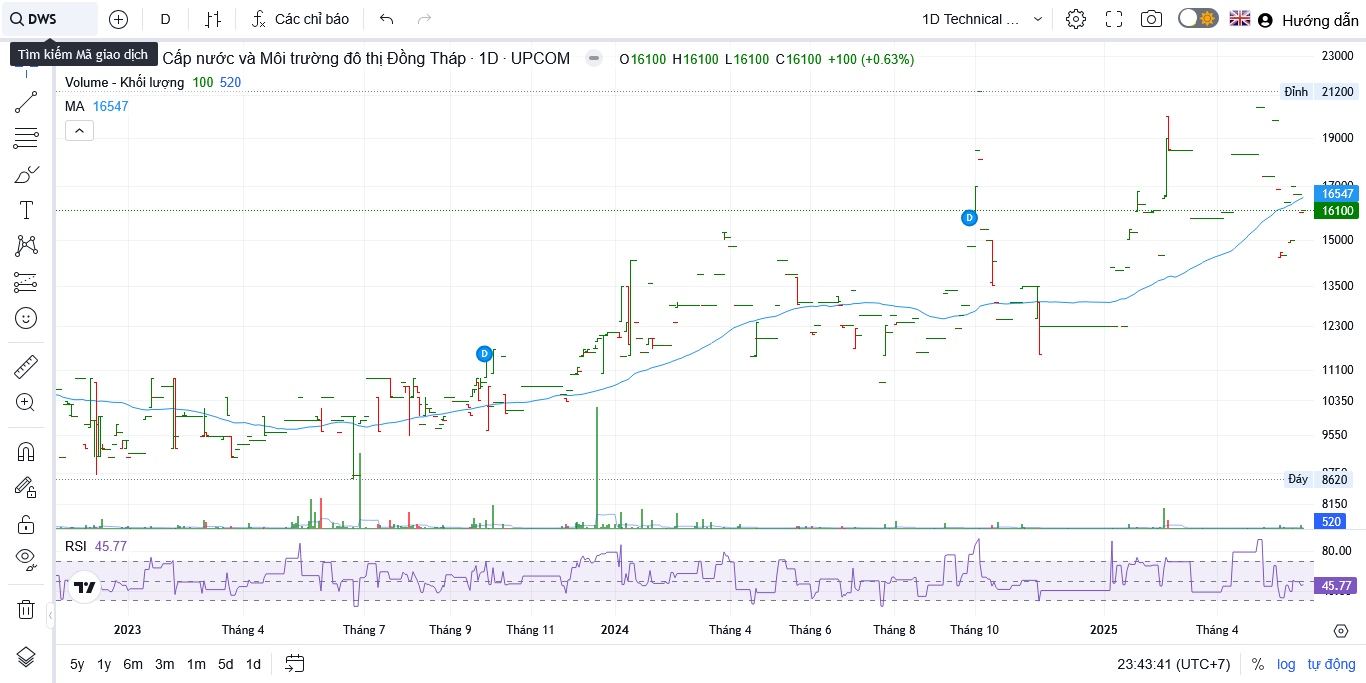 DWS
D
Các chỉ báo
1D Technical ...
Hướng dẫn
Tìm kiếm Mã giao dịch
Cấp nước và Môi trường đô thị Đồng Tháp · 1D · UPCOM
O16100 H16100 L16100 C16100 +100 (+0.63%)
Volume - Khối lượng 100 520
MA 16547
23000
Đỉnh 21200
19000
17000
16547
16100
15000
13500
12300
11100
10350
9550
8750
Đáy 8620
8150
520
D
D
T
RSI 45.77
80.00
45.77
2023 Tháng 4 Tháng 7 Tháng 9 Tháng 11 2024 Tháng 4 Tháng 6 Tháng 8 Tháng 10 2025 Tháng 4
5y 1y 6m 3m 1m 5d 1d
23:43:41 (UTC+7) % log tự động